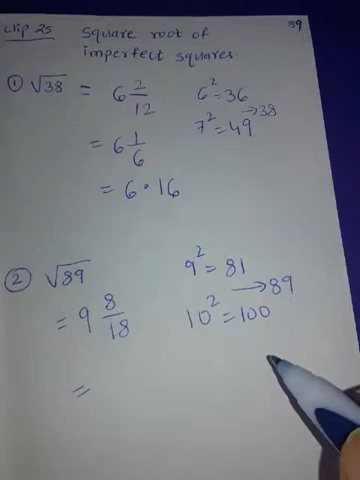 clip 25 Square root of 89
imperfect squares.
① √38 = 6 2/12 6² = 36
→ 38
7² = 49
= 6 1/6
= 6·16
② √89 9² = 81
→ 89
= 9 8/18 10² = 100
=